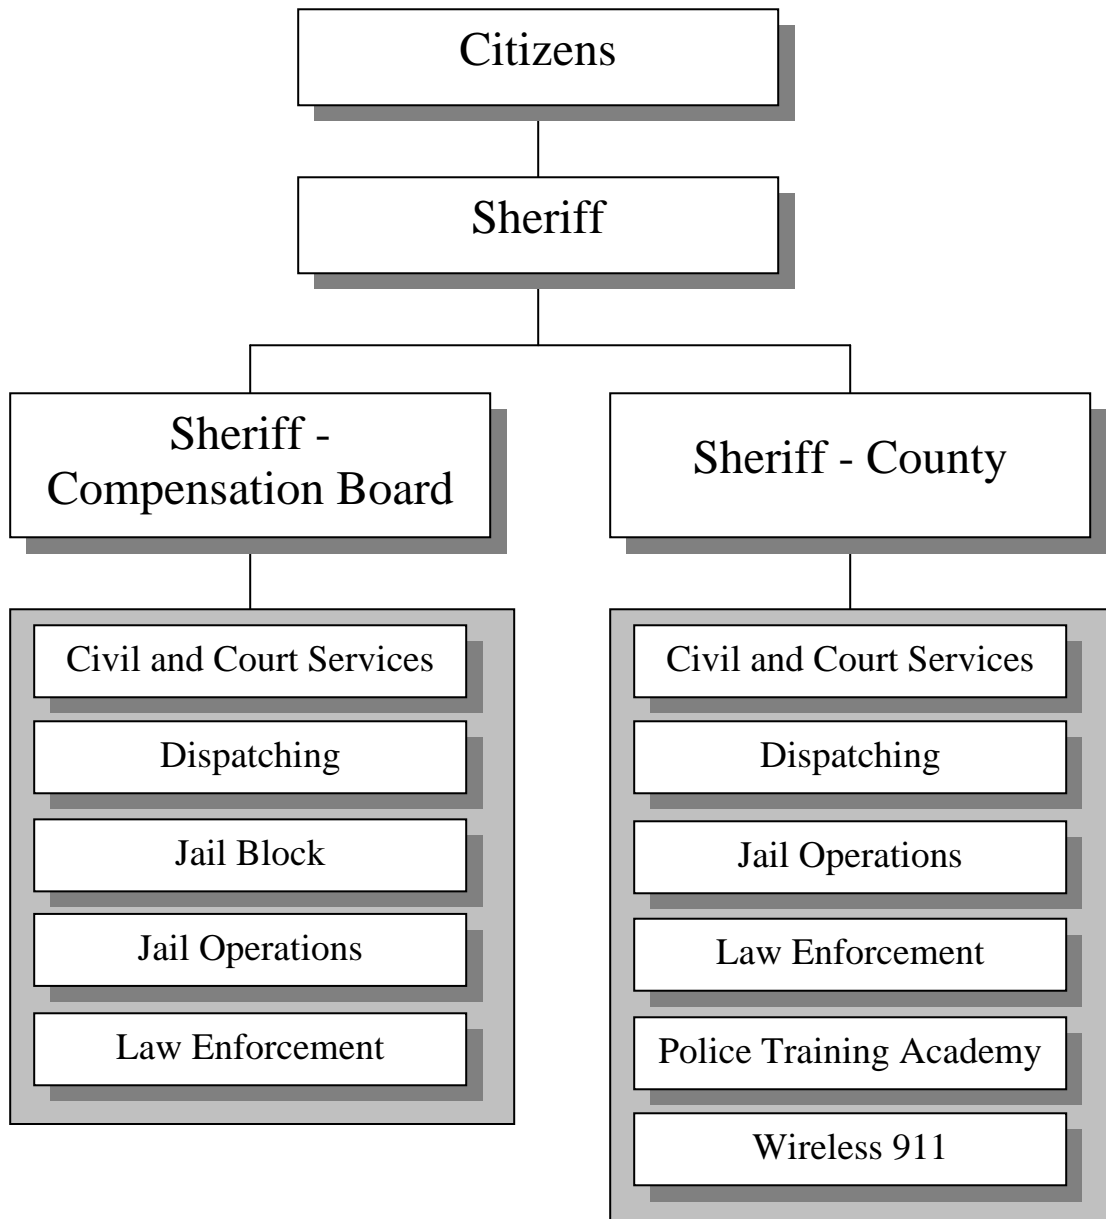 Citizens
Sheriff
Sheriff -
Compensation Board
Sheriff - County
Civil and Court Services
Dispatching
Jail Block
Jail Operations
Law Enforcement
Civil and Court Services
Dispatching
Jail Operations
Law Enforcement
Police Training Academy
Wireless 911